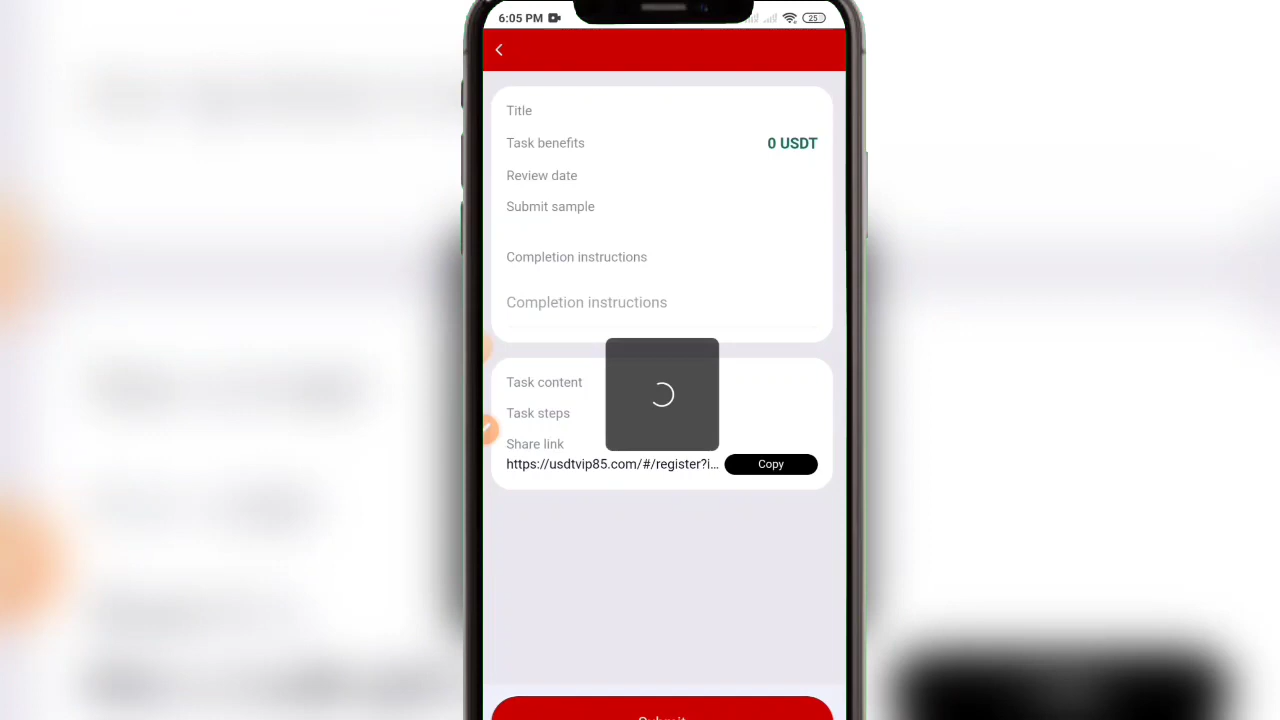 6:05 PM
25
Title
Task benefits 0 USDT
Review date
Submit sample
Completion instructions
Completion instructions
Task content
Task steps
Share link
https://usdtvip85.com/#/register?i... Copy
Submit